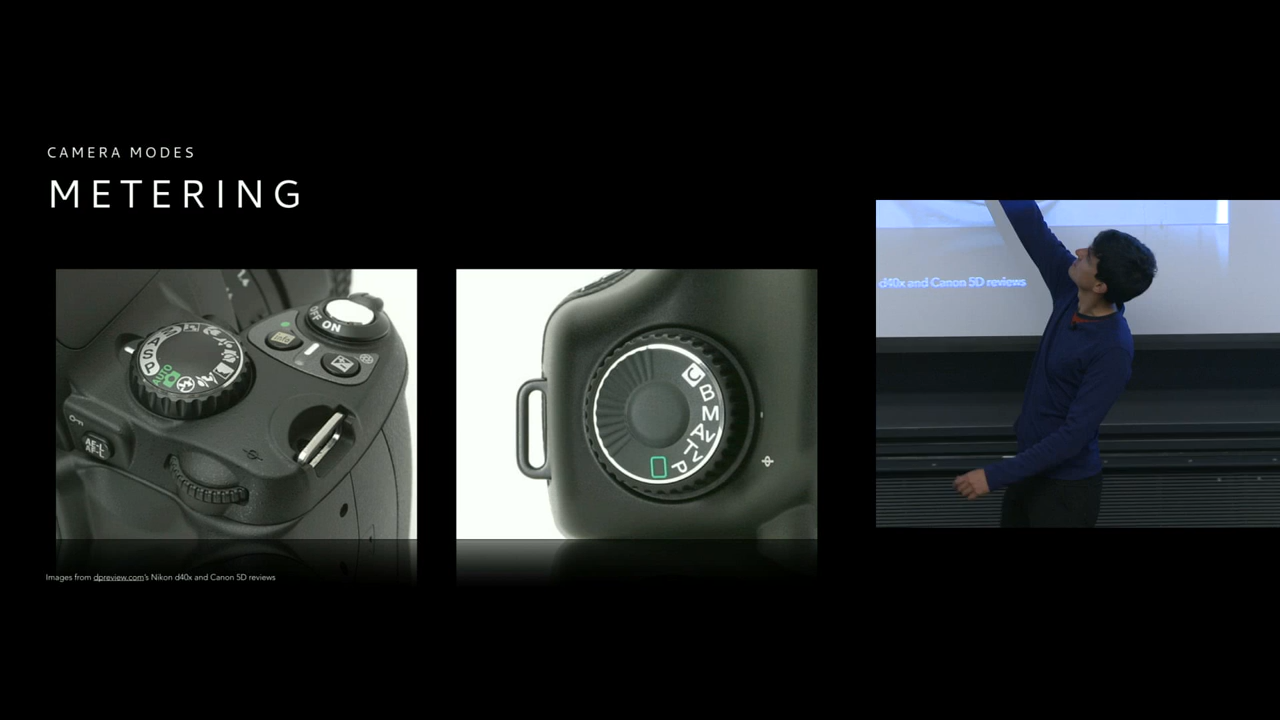 CAMERA MODES
METERING
OFF ON
M
A
S
P
AUTO
AE-L
AF-L
C
B
M
Av
Tv
P
d40x and Canon 5D reviews
Images from dpreview.com's Nikon d40x and Canon 5D reviews